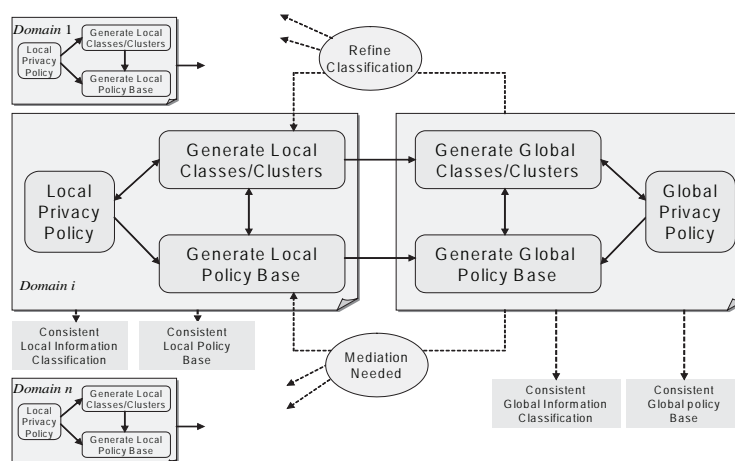 Domain 1
Local
Privacy
Policy
Generate Local
Classes/Clusters
Generate Local
Policy Base
Refine
Classification
Local
Privacy
Policy
Generate Local
Classes/Clusters
Generate Local
Policy Base
Domain i
Generate Global
Classes/Clusters
Generate Global
Policy Base
Global
Privacy
Policy
Consistent
Local Information
Classification
Consistent
Local Policy
Base
Mediation
Needed
Consistent
Global Information
Classification
Consistent
Global policy
Base
Domain n
Local
Privacy
Policy
Generate Local
Classes/Clusters
Generate Local
Policy Base